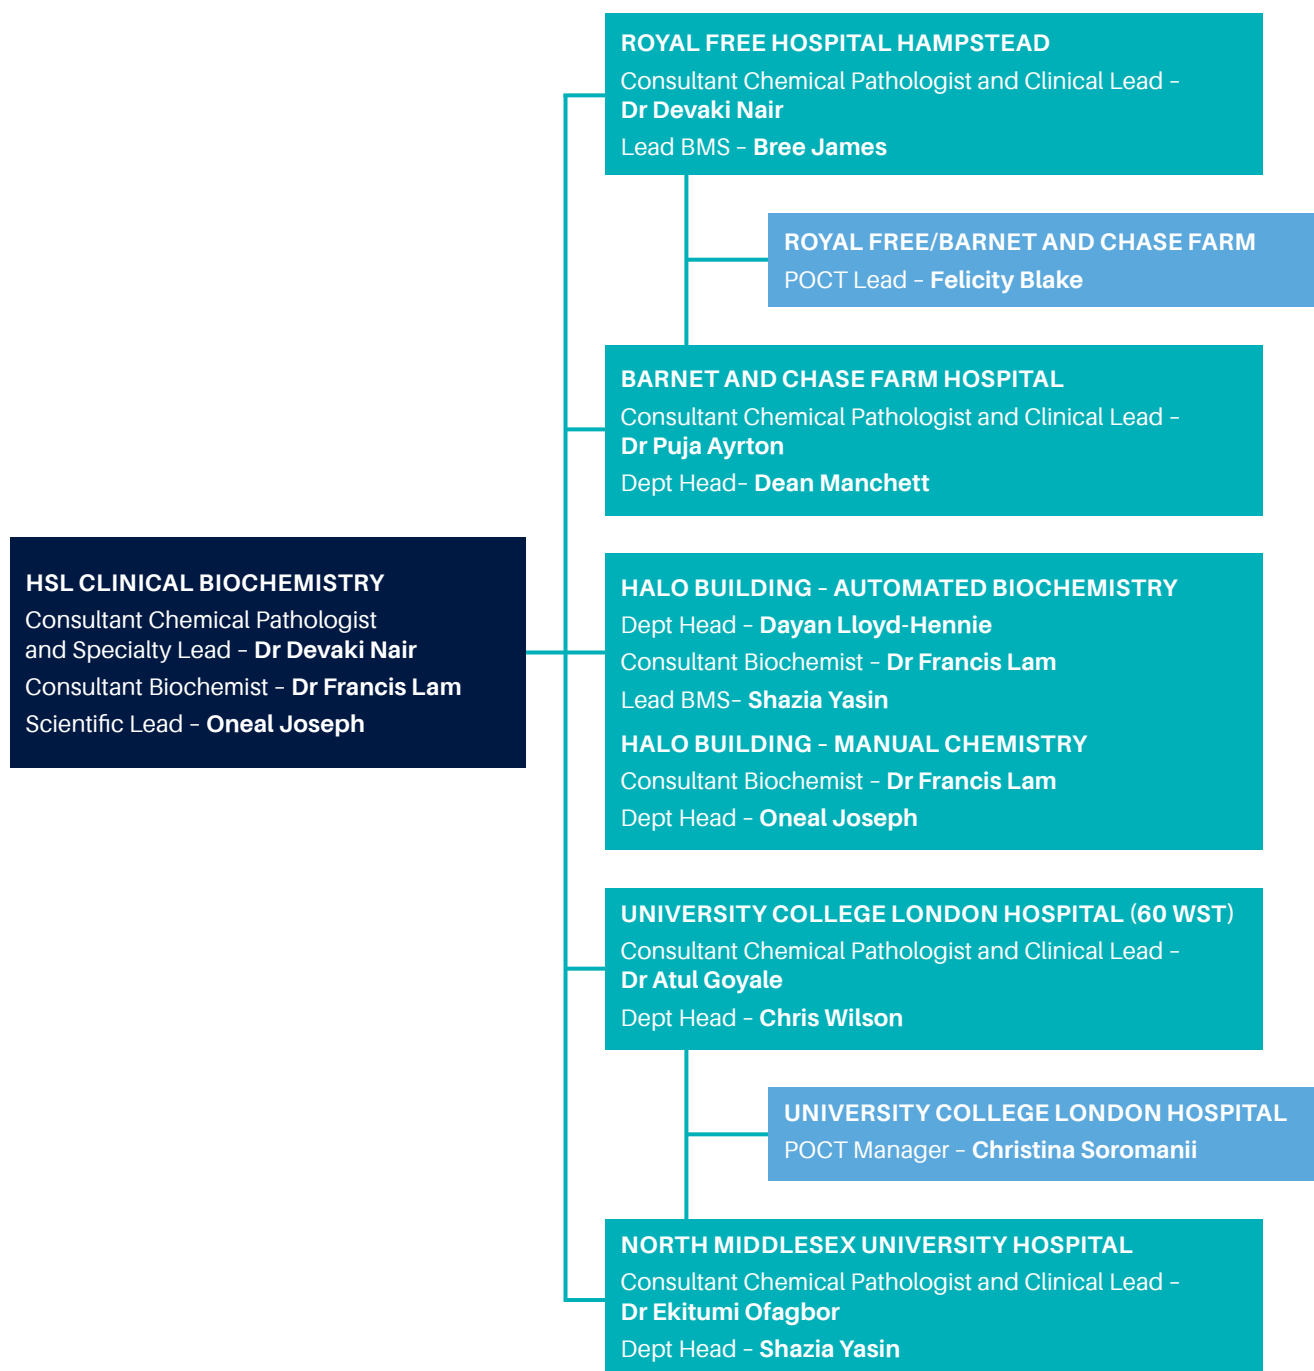 ROYAL FREE HOSPITAL HAMPSTEAD
Consultant Chemical Pathologist and Clinical Lead –
Dr Devaki Nair
Lead BMS – Bree James
ROYAL FREE/BARNET AND CHASE FARM
POCT Lead – Felicity Blake
BARNET AND CHASE FARM HOSPITAL
Consultant Chemical Pathologist and Clinical Lead –
Dr Puja Ayrton
Dept Head– Dean Manchett
HSL CLINICAL BIOCHEMISTRY
Consultant Chemical Pathologist
and Specialty Lead – Dr Devaki Nair
Consultant Biochemist – Dr Francis Lam
Scientific Lead – Oneal Joseph
HALO BUILDING – AUTOMATED BIOCHEMISTRY
Dept Head – Dayan Lloyd-Hennie
Consultant Biochemist – Dr Francis Lam
Lead BMS– Shazia Yasin
HALO BUILDING – MANUAL CHEMISTRY
Consultant Biochemist – Dr Francis Lam
Dept Head – Oneal Joseph
UNIVERSITY COLLEGE LONDON HOSPITAL (60 WST)
Consultant Chemical Pathologist and Clinical Lead –
Dr Atul Goyale
Dept Head – Chris Wilson
UNIVERSITY COLLEGE LONDON HOSPITAL
POCT Manager – Christina Soromanii
NORTH MIDDLESEX UNIVERSITY HOSPITAL
Consultant Chemical Pathologist and Clinical Lead –
Dr Ekitumi Ofagbor
Dept Head – Shazia Yasin